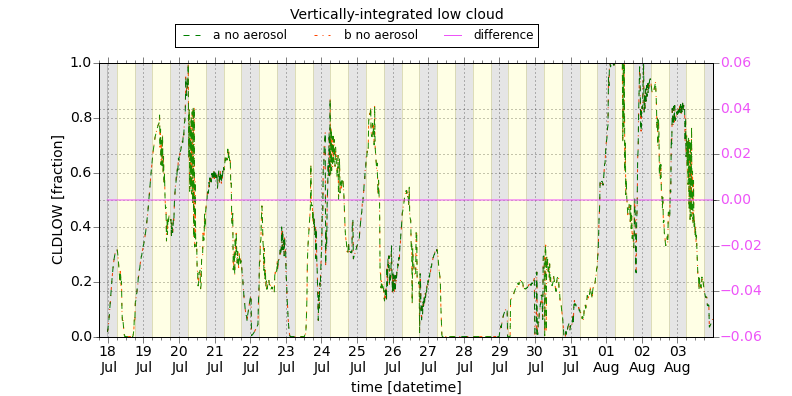 Vertically-integrated low cloud
a no aerosol b no aerosol difference
1.0 0.06
0.8 0.04
0.02
0.6
0.00
0.4
−0.02
0.2
−0.04
0.0 −0.06
CLDLOW [fraction]
18 19 20 21 22 23 24 25 26 27 28 29 30 31 01 02 03
Jul Jul Jul Jul Jul Jul Jul Jul Jul Jul Jul Jul Jul Jul Aug Aug Aug
time [datetime]